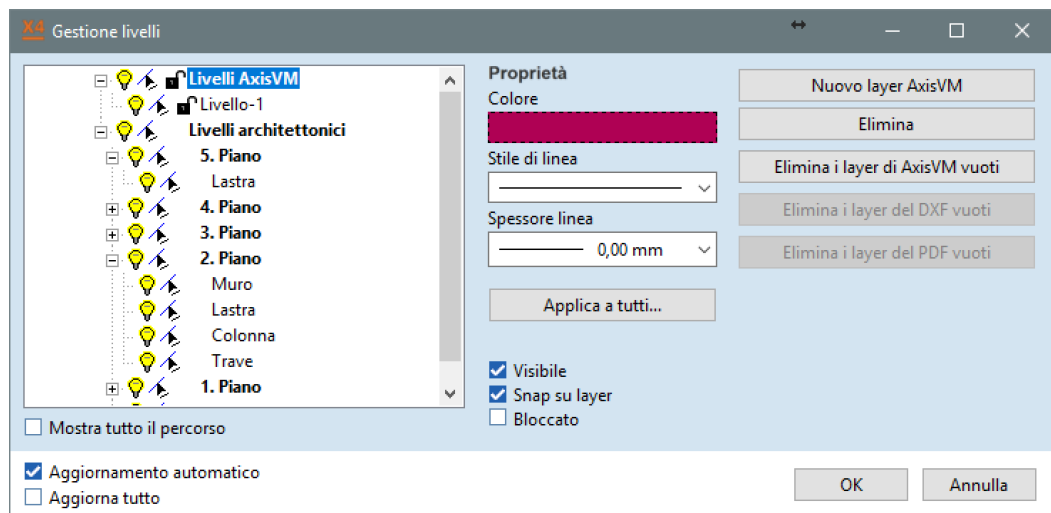 X4 Gestione livelli
Livelli AxisVM
Livello-1
Livelli architettonici
5. Piano
Lastra
4. Piano
3. Piano
2. Piano
Muro
Lastra
Colonna
Trave
1. Piano
Mostra tutto il percorso
Proprietà
Colore
Stile di linea
Spessore linea
0,00 mm
Applica a tutti...
Visibile
Snap su layer
Bloccato
Nuovo layer AxisVM
Elimina
Elimina i layer di AxisVM vuoti
Elimina i layer del DXF vuoti
Elimina i layer del PDF vuoti
Aggiornamento automatico
Aggiorna tutto
OK
Annulla